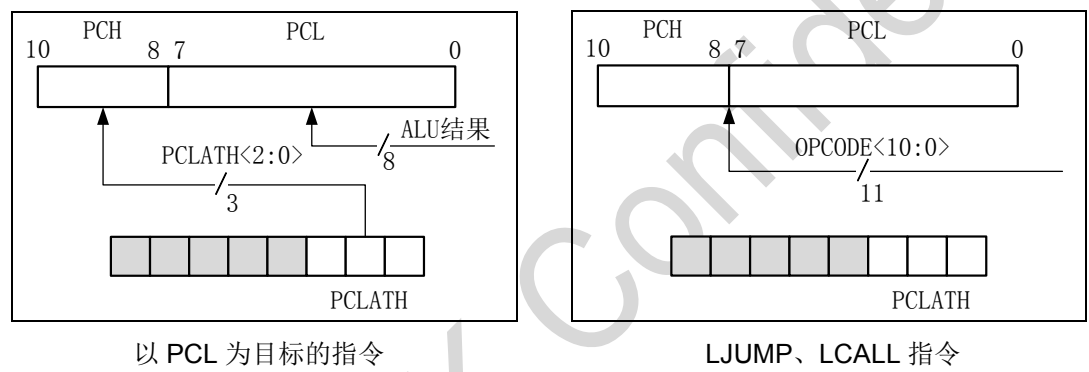 PCH PCL
10 8 7 0
ALU结果
8
PCLATH<2:0>
3
PCLATH
以 PCL 为目标的指令
PCH PCL
10 8 7 0
OPCODE<10:0>
11
PCLATH
LJUMP、LCALL 指令